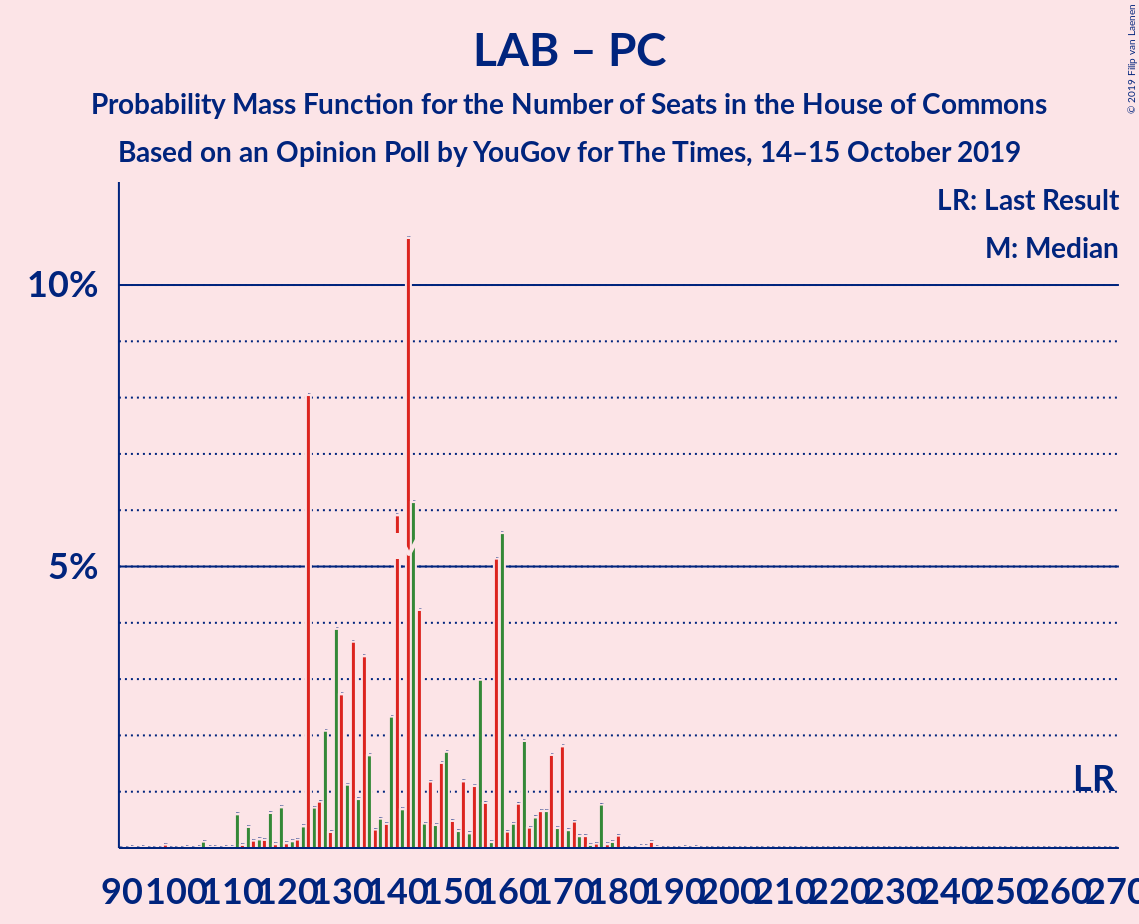 LAB – PC
Probability Mass Function for the Number of Seats in the House of Commons
Based on an Opinion Poll by YouGov for The Times, 14–15 October 2019
© 2019 Filip van Laenen
LR: Last Result
M: Median
10%
5%
LR
90 100 110 120 130 140 150 160 170 180 190 200 210 220 230 240 250 260 270